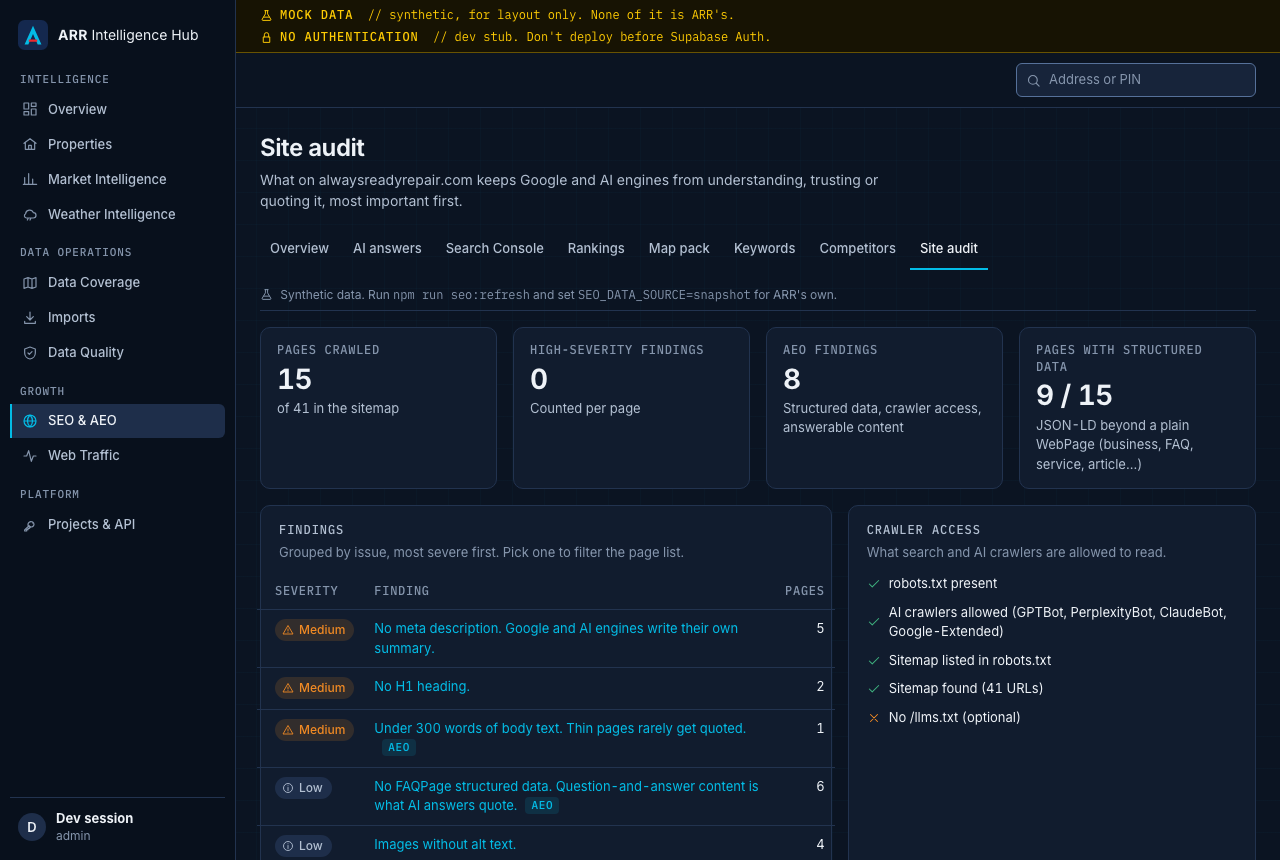 ARR Intelligence Hub
INTELLIGENCE
Overview
Properties
Market Intelligence
Weather Intelligence
DATA OPERATIONS
Data Coverage
Imports
Data Quality
GROWTH
SEO & AEO
Web Traffic
PLATFORM
Projects & API
D
Dev session
admin
MOCK DATA // synthetic, for layout only. None of it is ARR's.
NO AUTHENTICATION // dev stub. Don't deploy before Supabase Auth.
Address or PIN
Site audit
What on alwaysreadyrepair.com keeps Google and AI engines from understanding, trusting or
quoting it, most important first.
Overview AI answers Search Console Rankings Map pack Keywords Competitors Site audit
Synthetic data. Run npm run seo:refresh and set SEO_DATA_SOURCE=snapshot for ARR's own.
PAGES CRAWLED
15
of 41 in the sitemap
HIGH-SEVERITY FINDINGS
0
Counted per page
AEO FINDINGS
8
Structured data, crawler access,
answerable content
PAGES WITH STRUCTURED
DATA
9 / 15
JSON-LD beyond a plain
WebPage (business, FAQ,
service, article...)
FINDINGS
Grouped by issue, most severe first. Pick one to filter the page list.
SEVERITY FINDING PAGES
Medium No meta description. Google and AI engines write their own 5
summary.
Medium No H1 heading. 2
Medium Under 300 words of body text. Thin pages rarely get quoted. 1
AEO
Low No FAQPage structured data. Question-and-answer content is 6
what AI answers quote. AEO
Low Images without alt text. 4
CRAWLER ACCESS
What search and AI crawlers are allowed to read.
robots.txt present
AI crawlers allowed (GPTBot, PerplexityBot, ClaudeBot,
Google-Extended)
Sitemap listed in robots.txt
Sitemap found (41 URLs)
No /llms.txt (optional)